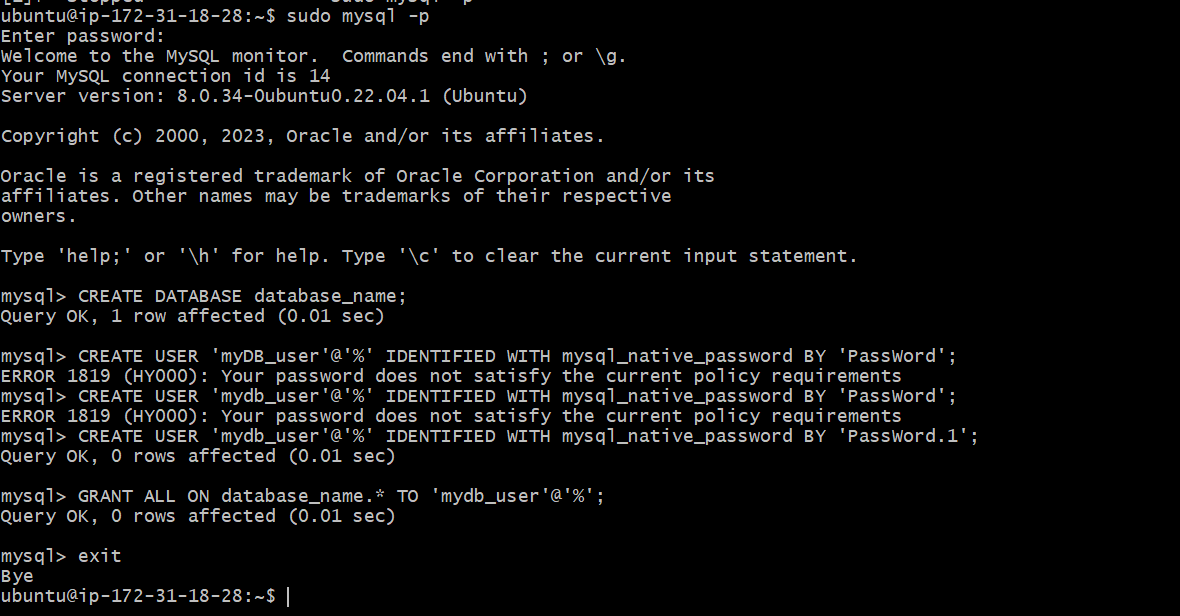 ubuntu@ip-172-31-18-28:~$ sudo mysql -p
Enter password:
Welcome to the MySQL monitor.  Commands end with ; or \g.
Your MySQL connection id is 14
Server version: 8.0.34-0ubuntu0.22.04.1 (Ubuntu)
Copyright (c) 2000, 2023, Oracle and/or its affiliates.
Oracle is a registered trademark of Oracle Corporation and/or its
affiliates. Other names may be trademarks of their respective
owners.
Type 'help;' or '\h' for help. Type '\c' to clear the current input statement.
mysql> CREATE DATABASE database_name;
Query OK, 1 row affected (0.01 sec)
mysql> CREATE USER 'myDB_user'@'%' IDENTIFIED WITH mysql_native_password BY 'PassWord';
ERROR 1819 (HY000): Your password does not satisfy the current policy requirements
mysql> CREATE USER 'mydb_user'@'%' IDENTIFIED WITH mysql_native_password BY 'PassWord';
ERROR 1819 (HY000): Your password does not satisfy the current policy requirements
mysql> CREATE USER 'mydb_user'@'%' IDENTIFIED WITH mysql_native_password BY 'PassWord.1';
Query OK, 0 rows affected (0.01 sec)
mysql> GRANT ALL ON database_name.* TO 'mydb_user'@'%';
Query OK, 0 rows affected (0.01 sec)
mysql> exit
Bye
ubuntu@ip-172-31-18-28:~$